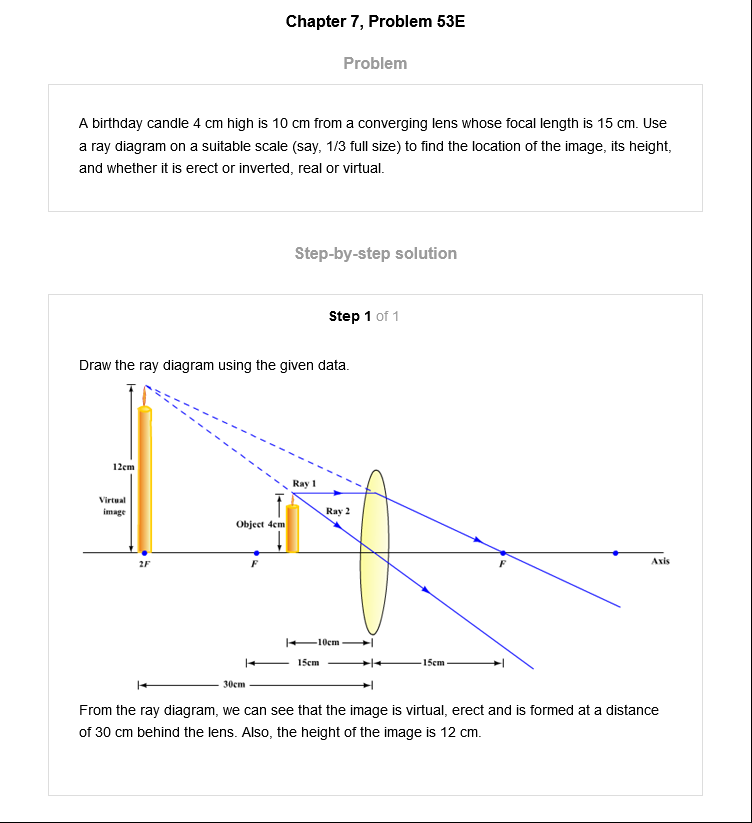 Chapter 7, Problem 53E
Problem
A birthday candle 4 cm high is 10 cm from a converging lens whose focal length is 15 cm. Use
a ray diagram on a suitable scale (say, 1/3 full size) to find the location of the image, its height,
and whether it is erect or inverted, real or virtual.
Step-by-step solution
Step 1 of 1
Draw the ray diagram using the given data.
12cm
Virtual
image
Ray 1
Ray 2
Object 4cm
2F
F
F
Axis
10cm
15cm
15cm
30cm
From the ray diagram, we can see that the image is virtual, erect and is formed at a distance
of 30 cm behind the lens. Also, the height of the image is 12 cm.